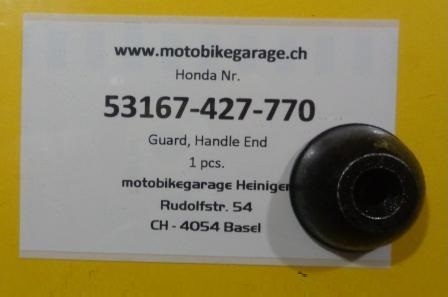 www.motobikegarage.ch
Honda Nr.
53167-427-770
Guard, Handle End
1 pcs.
motobikegarage Heiniger
Rudolfstr. 54
CH - 4054 Basel